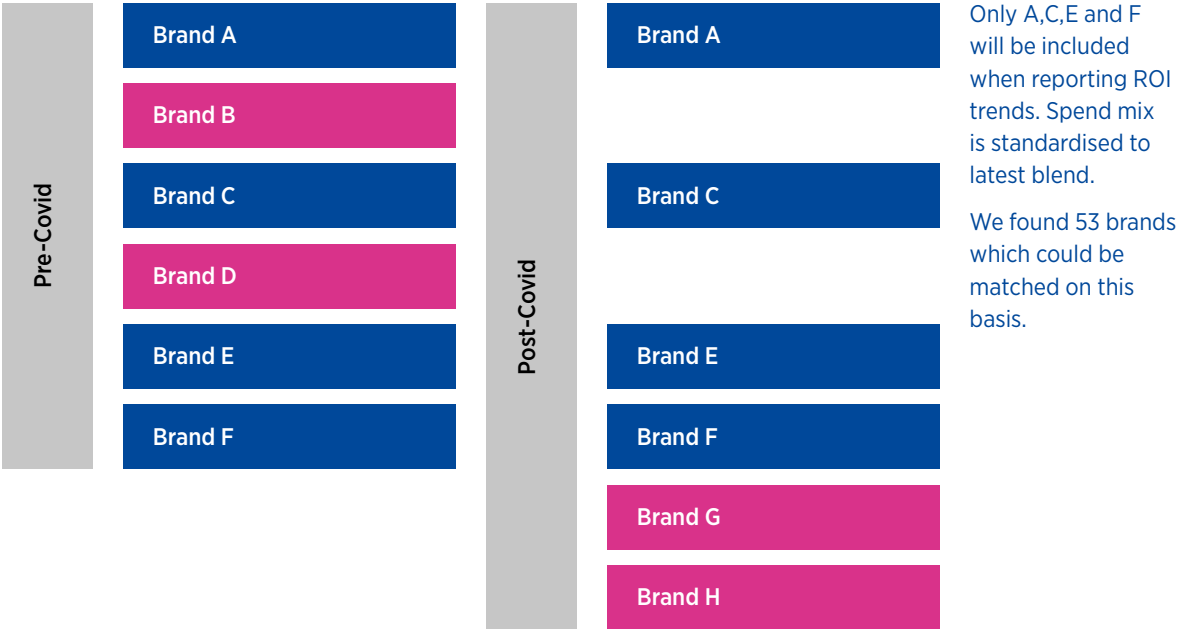 Pre-Covid
Brand A
Brand B
Brand C
Brand D
Brand E
Brand F
Post-Covid
Brand A
Brand C
Brand E
Brand F
Brand G
Brand H
Only A,C,E and F
will be included
when reporting ROI
trends. Spend mix
is standardised to
latest blend.
We found 53 brands
which could be
matched on this
basis.